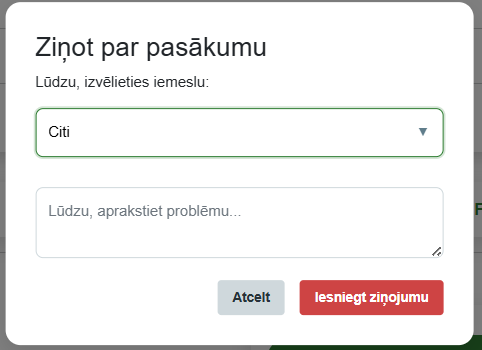 Ziņot par pasākumu
Lūdzu, izvēlieties iemeslu:
Citi
Lūdzu, aprakstiet problēmu...
Atcelt
Iesniegt ziņojumu